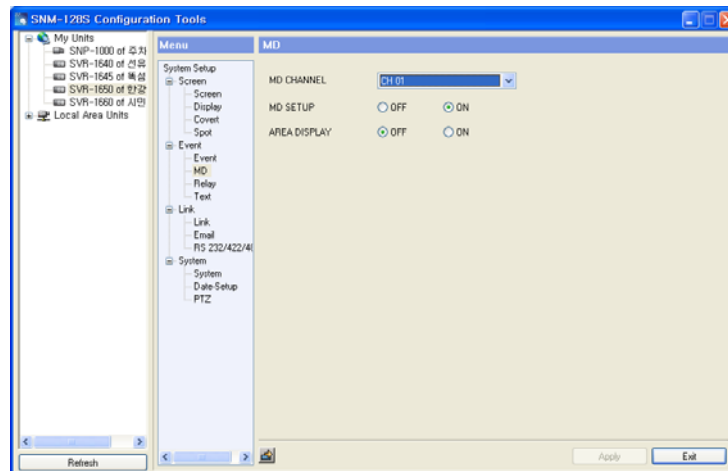 SNM-128S Configuration Tools
My Units
SNP-1000 of 주차
SVR-1640 of 선유
SVR-1645 of 뚝섬
SVR-1650 of 한강
SVR-1660 of 시민
Local Area Units
Refresh
Menu
System Setup
Screen
Screen
Display
Covert
Spot
Event
Event
MD
Relay
Text
Link
Link
Email
RS 232/422/48
System
System
Date-Setup
PTZ
MD
MD CHANNEL CH 01
MD SETUP OFF ON
AREA DISPLAY OFF ON
Apply Exit